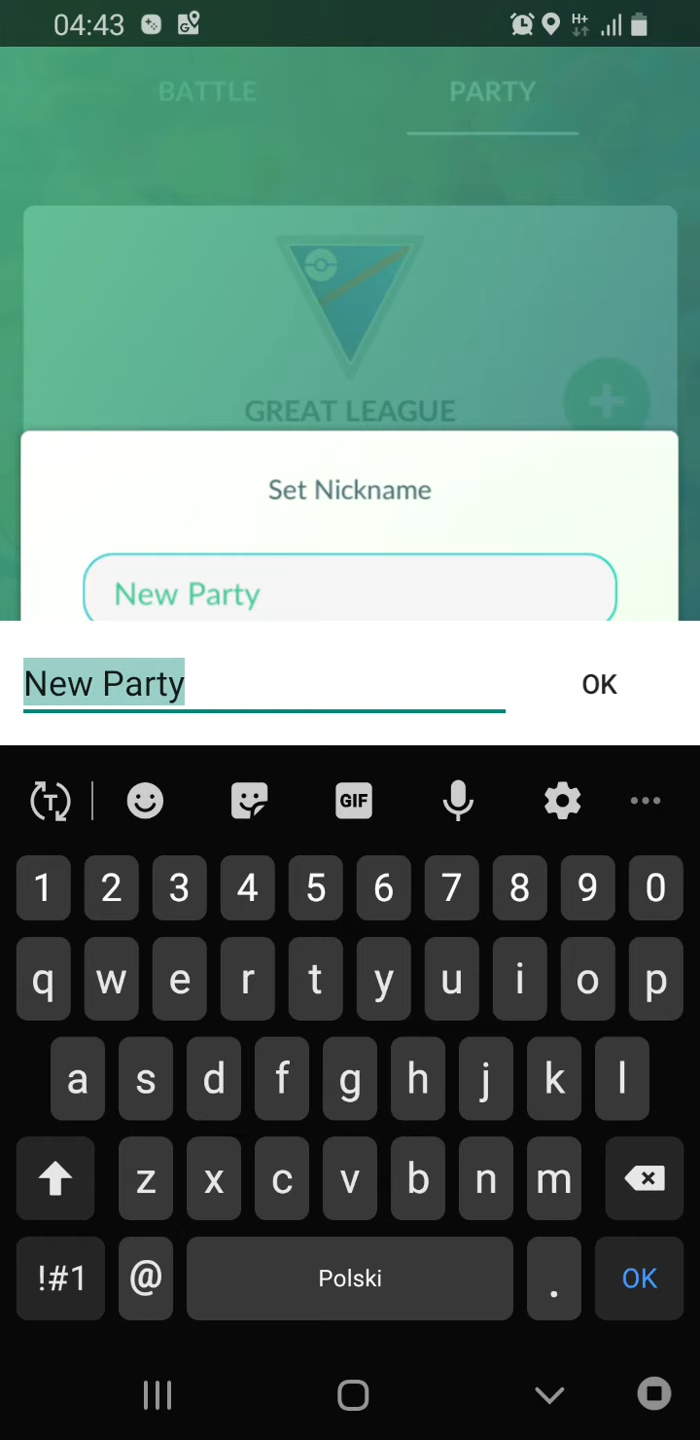 04:43
H+
BATTLE PARTY
GREAT LEAGUE
Set Nickname
New Party
New Party OK
T GIF
1 2 3 4 5 6 7 8 9 0
q w e r t y u i o p
a s d f g h j k l
z x c v b n m
!#1 @ Polski . OK